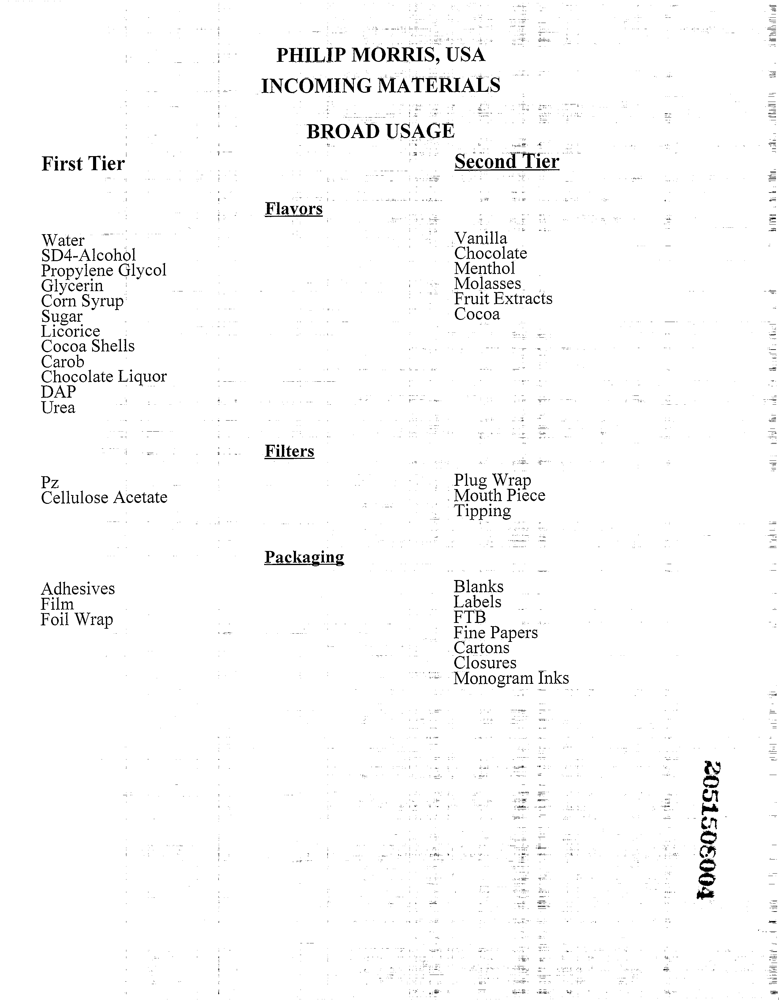 PHILIP MORRIS, USA
INCOMING MATERIALS
BROAD USAGE
First Tier
Second Tier
Flavors
Water
SD4-Alcohol
Propylene Glycol
Glycerin
Corn Syrup
Sugar
Licorice
Cocoa Shells
Carob
Chocolate Liquor
DAP
Urea
Vanilla
Chocolate
Menthol
Molasses
Fruit Extracts
Cocoa
Filters
Pz
Cellulose Acetate
Plug Wrap
Mouth Piece
Tipping
Packaging
Adhesives
Film
Foil Wrap
Blanks
Labels
FTB
Fine Papers
Cartons
Closures
Monogram Inks
2051508004